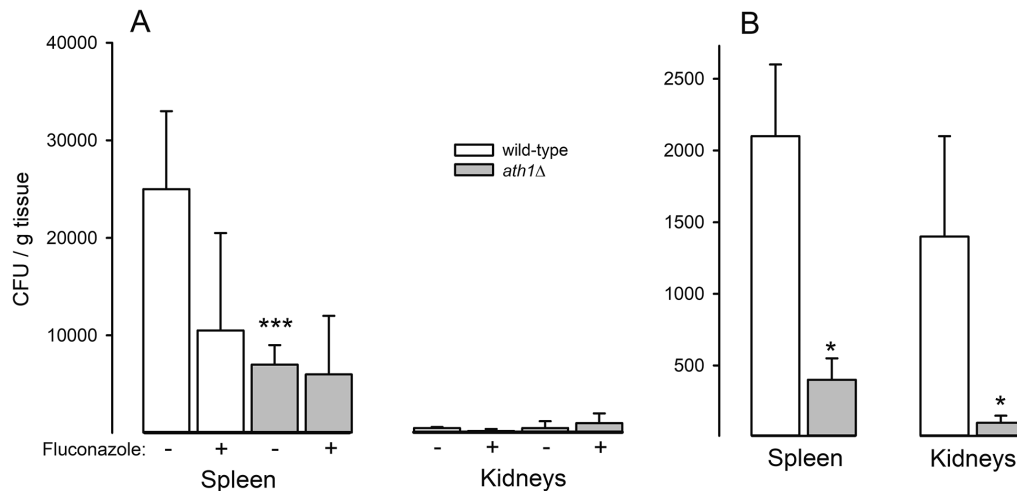 A
B
CFU / g tissue
40000
30000
20000
10000
wild-type
ath1Δ
***
Fluconazole: - + - + - + - +
Spleen Kidneys
2500
2000
1500
1000
500
*
*
Spleen Kidneys